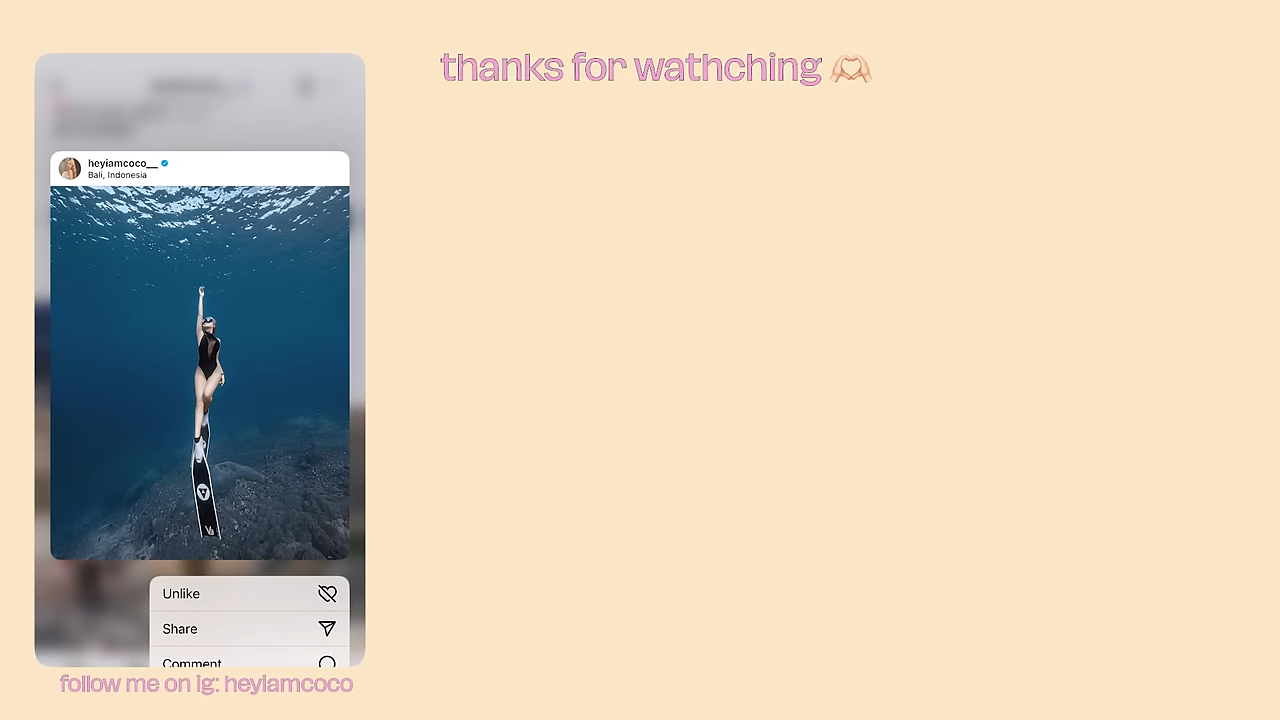 thanks for wathching 🫶🏻
heyiamcoco__
Bali, Indonesia
Unlike
Share
Comment
follow me on ig: heyiamcoco